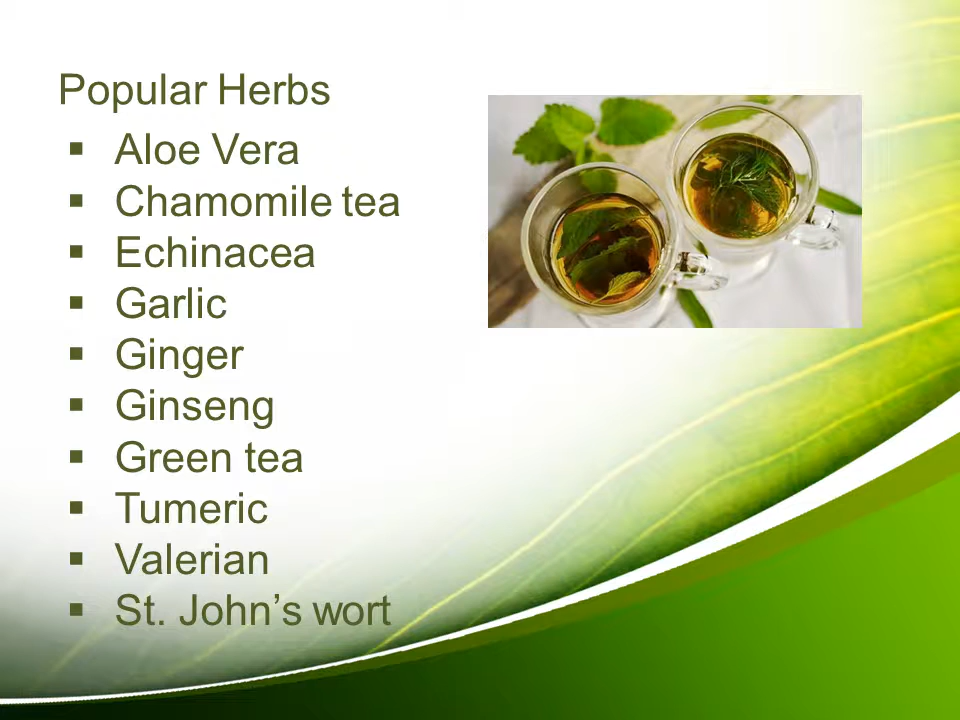 Popular Herbs
▪ Aloe Vera
▪ Chamomile tea
▪ Echinacea
▪ Garlic
▪ Ginger
▪ Ginseng
▪ Green tea
▪ Tumeric
▪ Valerian
▪ St. John’s wort